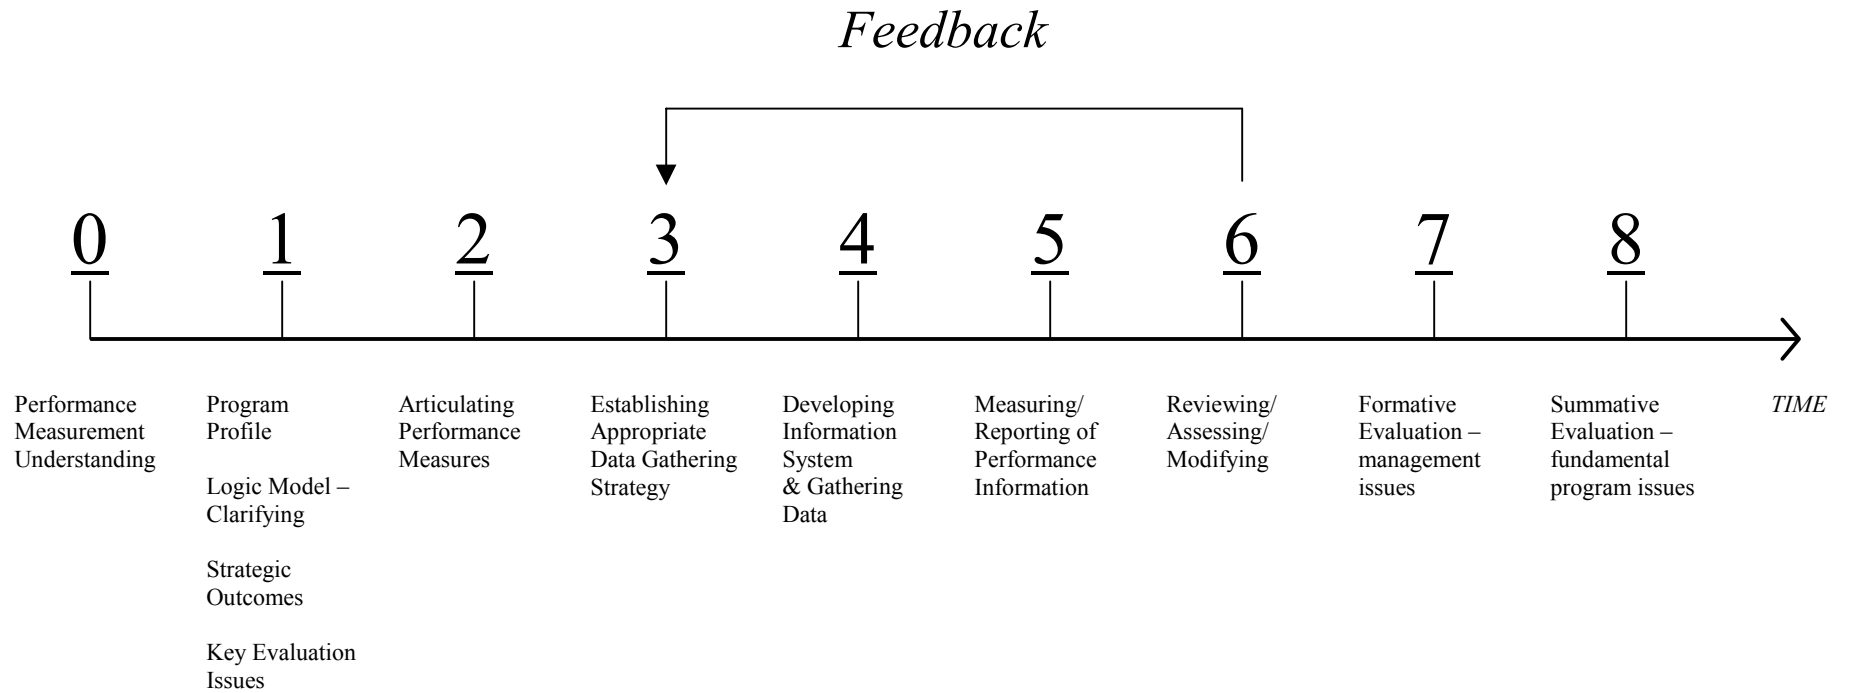 Feedback
0
1
2
3
4
5
6
7
8
Performance
Measurement
Understanding
Program
Profile
Logic Model –
Clarifying
Strategic
Outcomes
Key Evaluation
Issues
Articulating
Performance
Measures
Establishing
Appropriate
Data Gathering
Strategy
Developing
Information
System
& Gathering
Data
Measuring/
Reporting of
Performance
Information
Reviewing/
Assessing/
Modifying
Formative
Evaluation –
management
issues
Summative
Evaluation –
fundamental
program issues
TIME